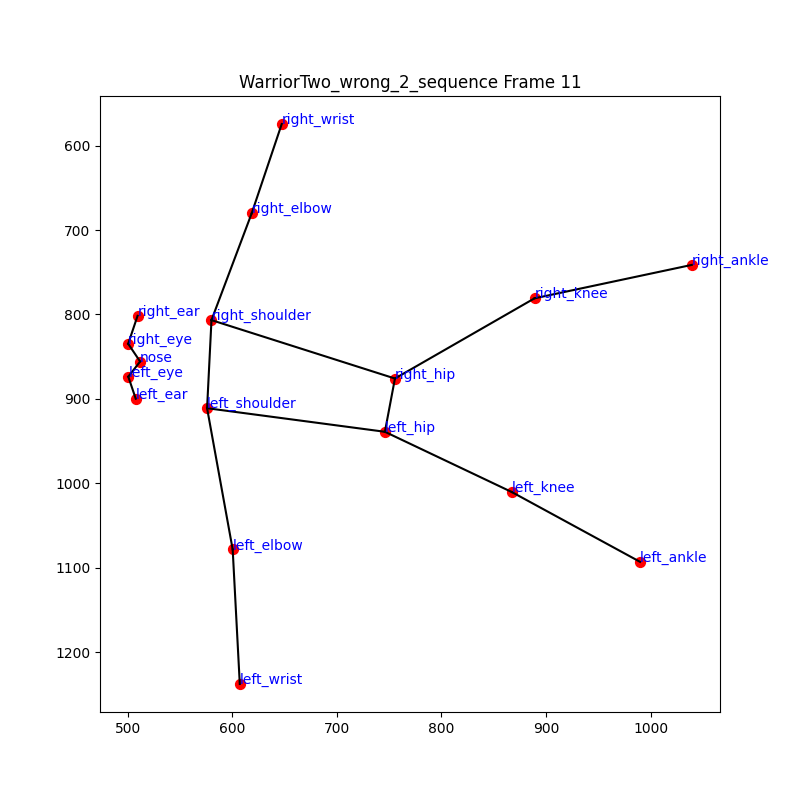 WarriorTwo_wrong_2_sequence Frame 11
right_wrist
right_elbow
right_ankle
right_knee
right_ear
right_shoulder
right_eye
nose
left_eye
right_hip
left_ear
left_shoulder
left_hip
left_knee
left_elbow
left_ankle
left_wrist
600
700
800
900
1000
1100
1200
500 600 700 800 900 1000